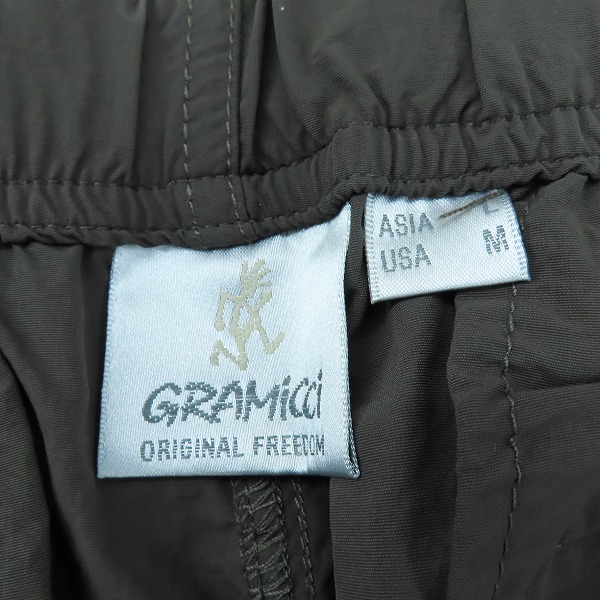 GRAMiCCi
ORIGINAL FREEDOM
ASIA L
USA M